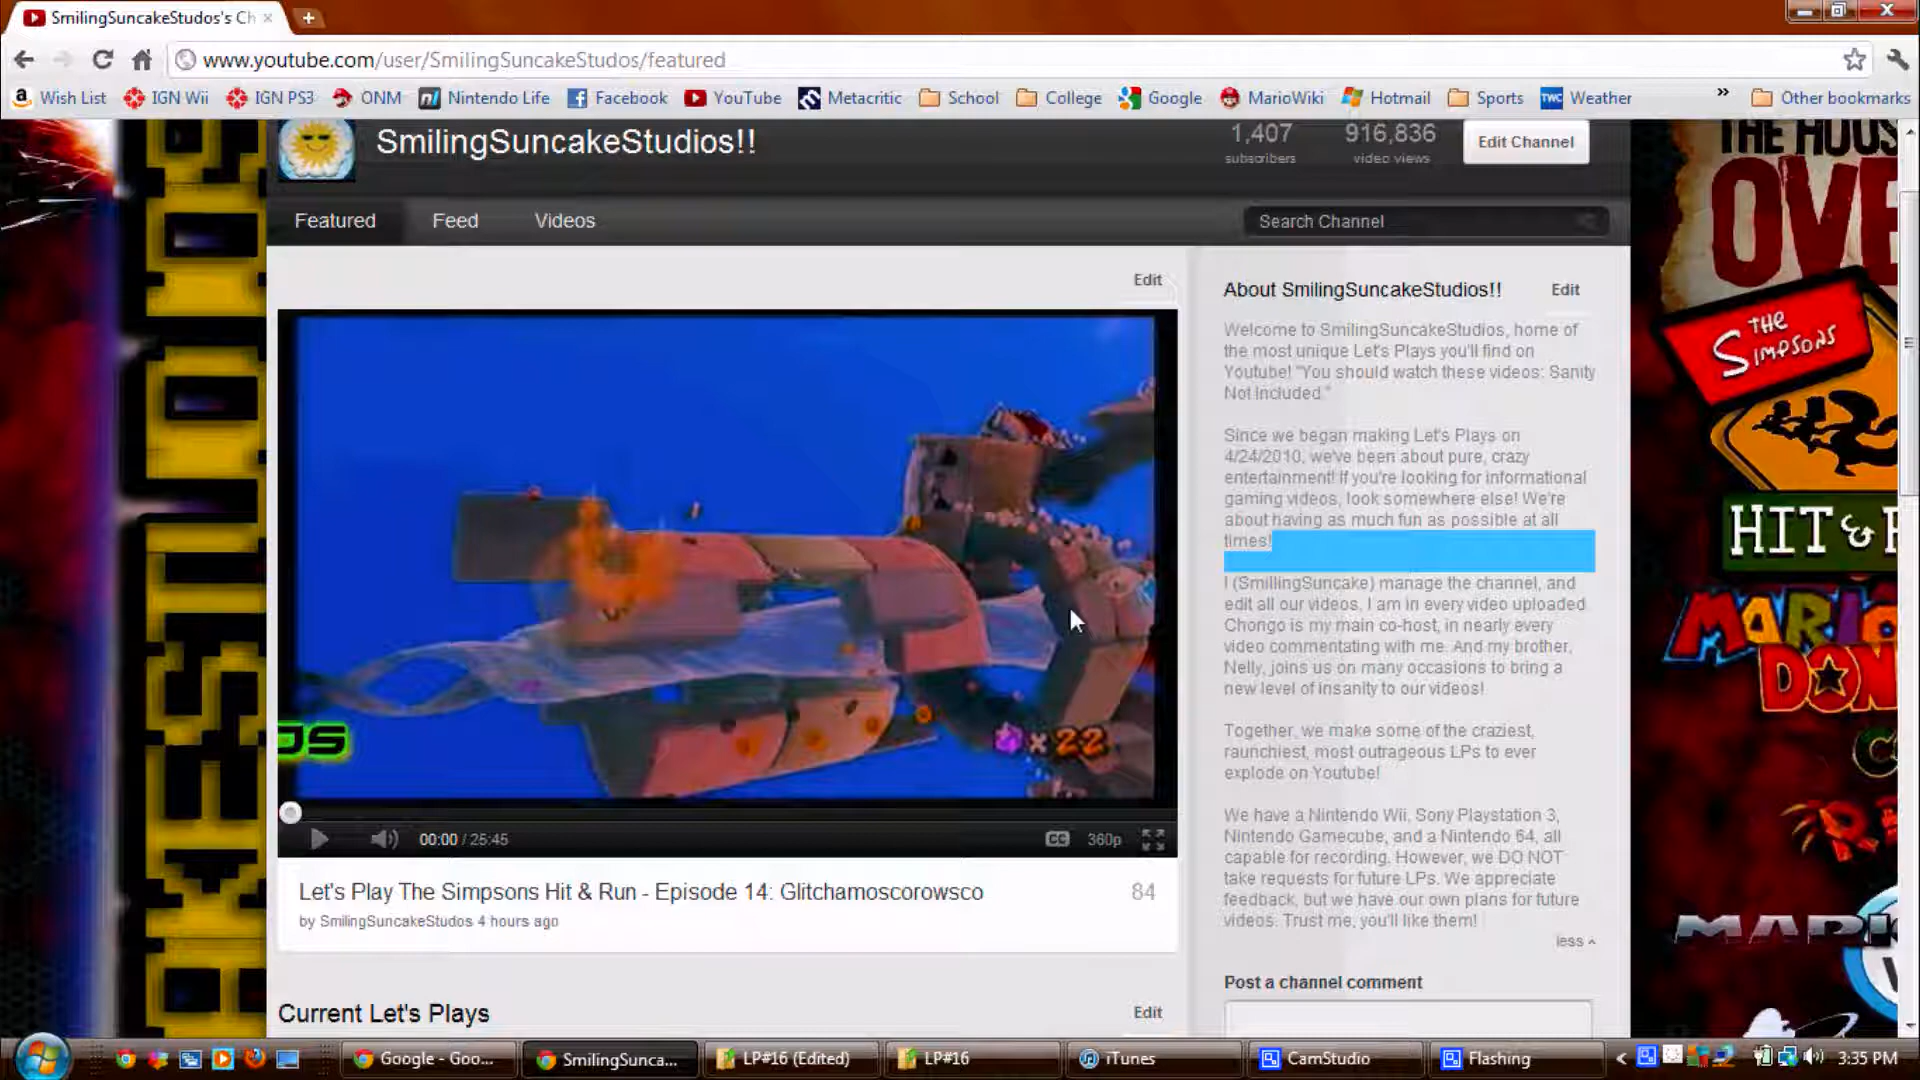 SmilingSuncakeStudos's Ch
www.youtube.com/user/SmilingSuncakeStudos/featured
Wish List IGN Wii IGN PS3 ONM Nintendo Life Facebook YouTube Metacritic School College Google MarioWiki Hotmail Sports TWC Weather » Other bookmarks
SmilingSuncakeStudios!!
1,407
subscribers
916,836
video views
Edit Channel
Featured Feed Videos
Search Channel
Edit
OS
x 22
00:00 / 25:45
CC 360p
Let's Play The Simpsons Hit & Run - Episode 14: Glitchamoscorowsco
84
by SmilingSuncakeStudos 4 hours ago
Current Let's Plays
Edit
About SmilingSuncakeStudios!!
Edit
Welcome to SmilingSuncakeStudios, home of
the most unique Let's Plays you'll find on
Youtube! "You should watch these videos: Sanity
Not Included."
Since we began making Let's Plays on
4/24/2010, we've been about pure, crazy
entertainment! If you're looking for informational
gaming videos, look somewhere else! We're
about having as much fun as possible at all
times!
I (SmillingSuncake) manage the channel, and
edit all our videos. I am in every video uploaded
Chongo is my main co-host, in nearly every
video commentating with me. And my brother,
Nelly, joins us on many occasions to bring a
new level of insanity to our videos!
Together, we make some of the craziest,
raunchiest, most outrageous LPs to ever
explode on Youtube!
We have a Nintendo Wii, Sony Playstation 3,
Nintendo Gamecube, and a Nintendo 64, all
capable for recording. However, we DO NOT
take requests for future LPs. We appreciate
feedback, but we have our own plans for future
videos. Trust me, you'll like them!
less
Post a channel comment
THE HOUS
OVE
THE
SIMPSONS
HIT & R
MARIO
DON
MARI
Google - Goo... SmilingSunca... LP#16 (Edited) LP#16 iTunes CamStudio Flashing 3:35 PM